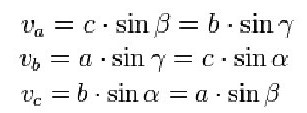 v_a = c · sin β = b · sin γ
v_b = a · sin γ = c · sin α
v_c = b · sin α = a · sin β